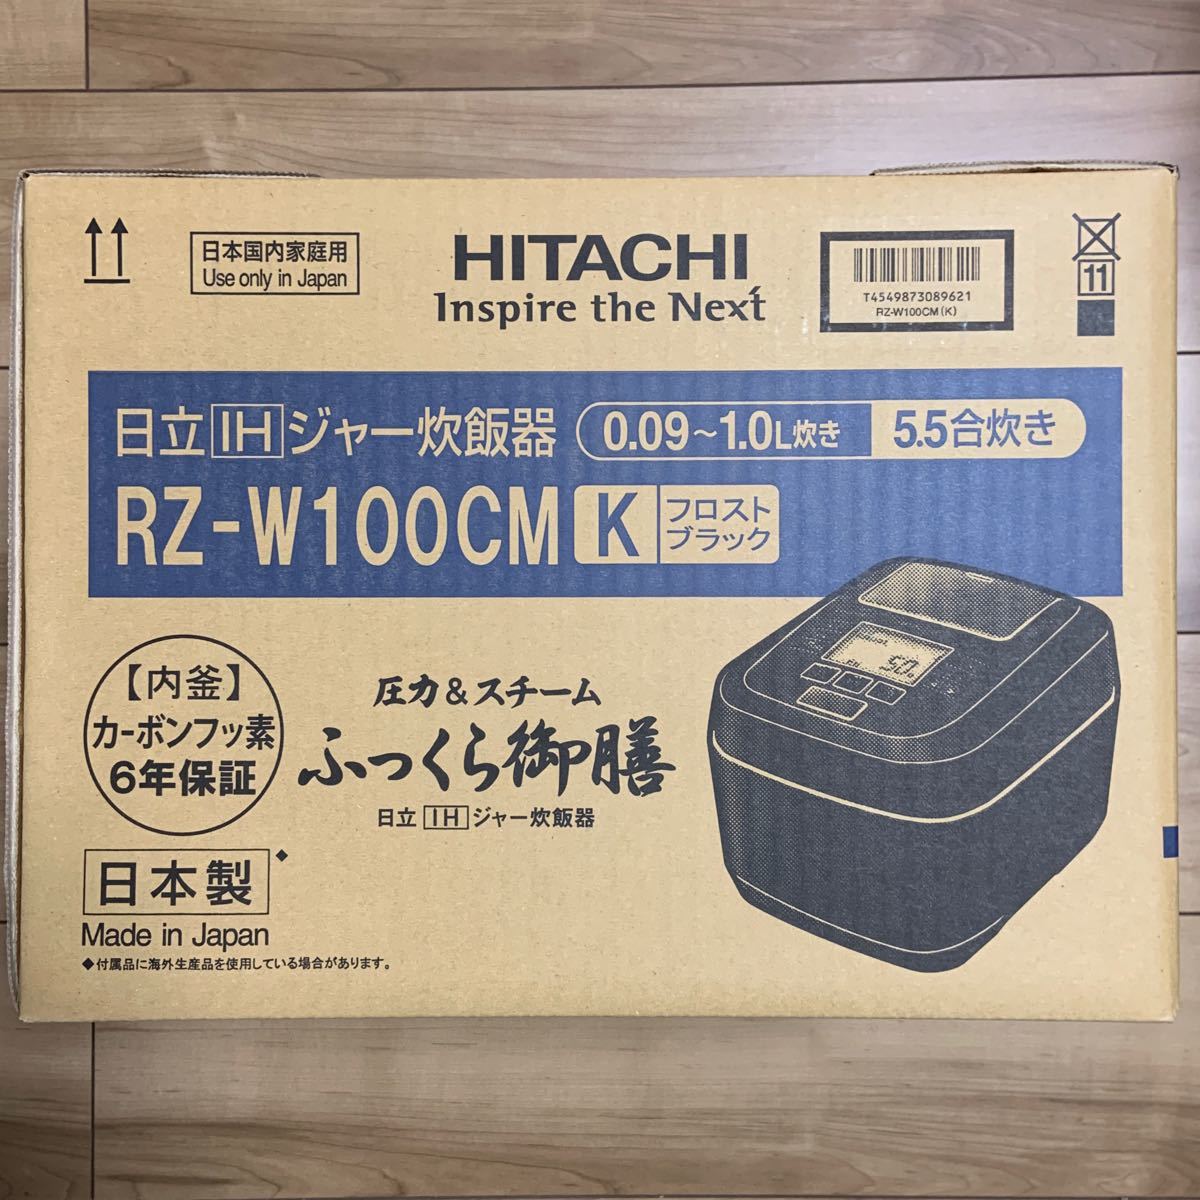 日本国内家庭用
Use only in Japan
HITACHI
Inspire the Next
T4549873089621
RZ-W100CM(K)
11
日立IHジャー炊飯器
0.09~1.0L炊き 5.5合炊き
RZ-W100CM K フロスト
ブラック
【内釜】
カーボンフッ素
6年保証
圧力&スチーム
ふっくら御膳
日立IHジャー炊飯器
日本製◆
Made in Japan
◆付属品に海外生産品を使用している場合があります。